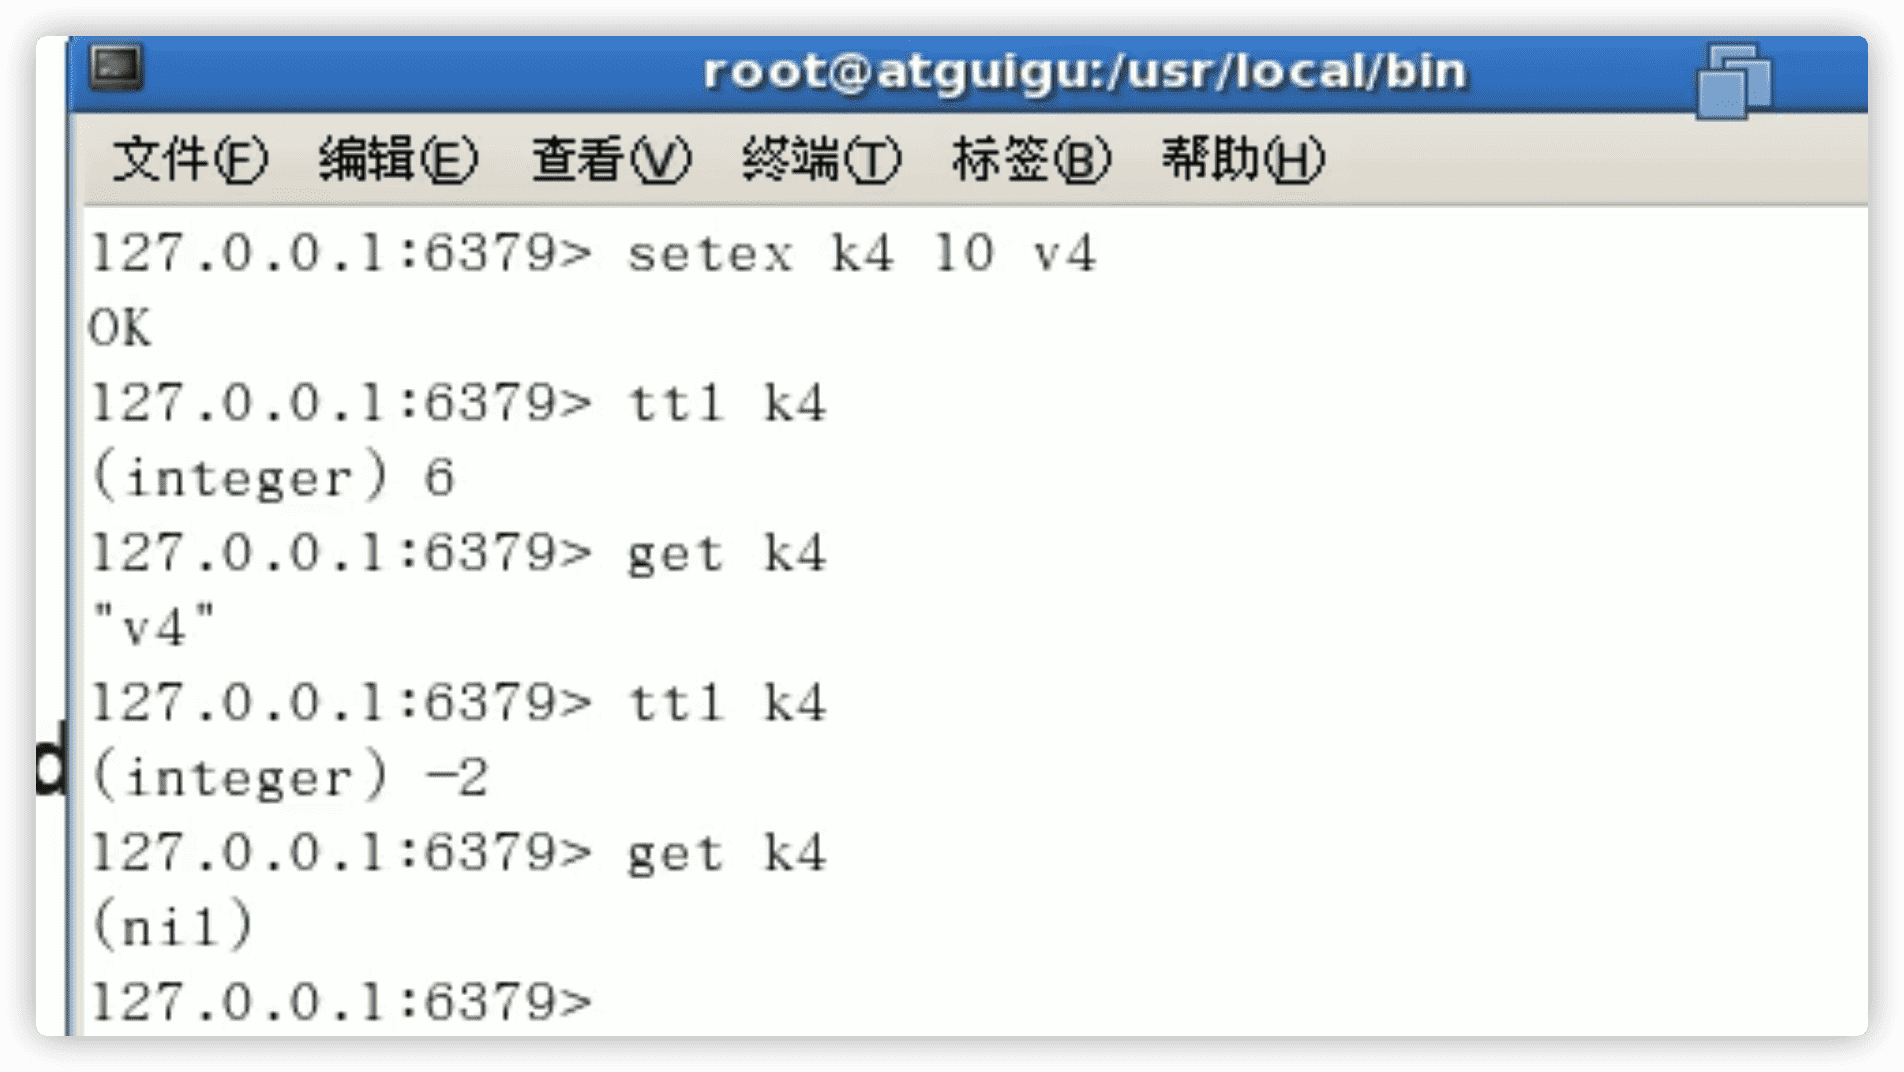 root@atguigu:/usr/local/bin
文件(F) 编辑(E) 查看(V) 终端(T) 标签(B) 帮助(H)
127.0.0.1:6379> setex k4 10 v4
OK
127.0.0.1:6379> ttl k4
(integer) 6
127.0.0.1:6379> get k4
"v4"
127.0.0.1:6379> ttl k4
d
(integer) -2
127.0.0.1:6379> get k4
(nil)
127.0.0.1:6379>